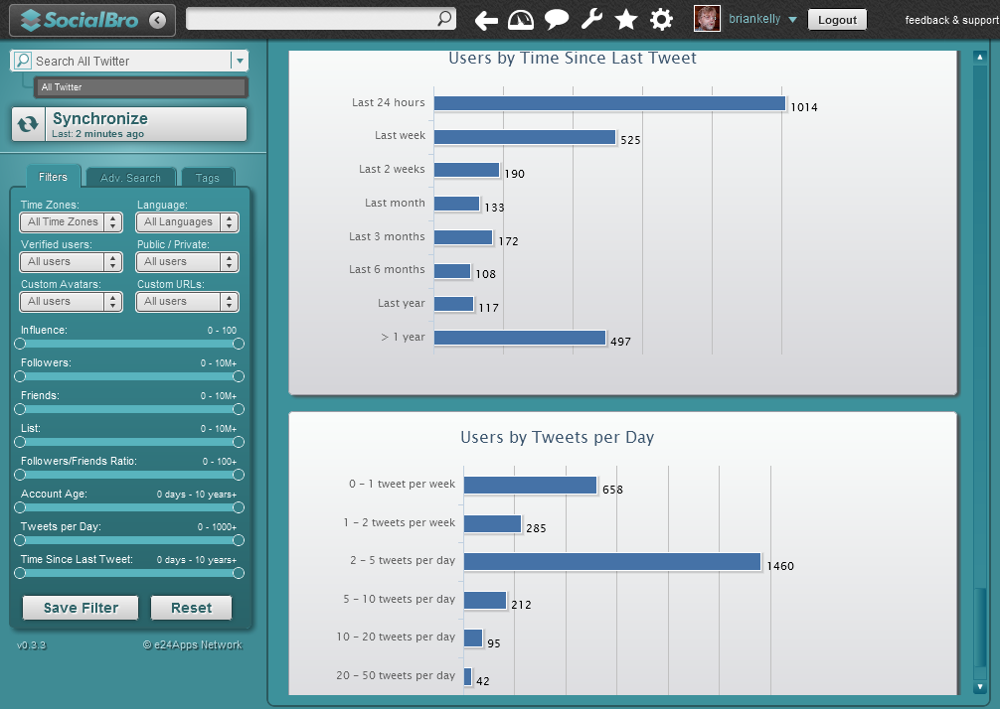 SocialBro
briankelly
Logout
feedback & support
Search All Twitter
All Twitter
Synchronize
Last: 2 minutes ago
Filters
Adv. Search
Tags
Time Zones:
Language:
All Time Zones
All Languages
Verified users:
Public / Private:
All users
All users
Custom Avatars:
Custom URLs:
All users
All users
Influence: 0 - 100
Followers: 0 - 10M+
Friends: 0 - 10M+
List: 0 - 10M+
Followers/Friends Ratio: 0 - 100+
Account Age: 0 days - 10 years+
Tweets per Day: 0 - 1000+
Time Since Last Tweet: 0 days - 10 years+
Save Filter
Reset
v0.3.3
© e24Apps Network
Users by Time Since Last Tweet
Last 24 hours 1014
Last week 525
Last 2 weeks 190
Last month 133
Last 3 months 172
Last 6 months 108
Last year 117
> 1 year 497
Users by Tweets per Day
0 – 1 tweet per week 658
1 – 2 tweets per week 285
2 – 5 tweets per day 1460
5 – 10 tweets per day 212
10 – 20 tweets per day 95
20 – 50 tweets per day 42